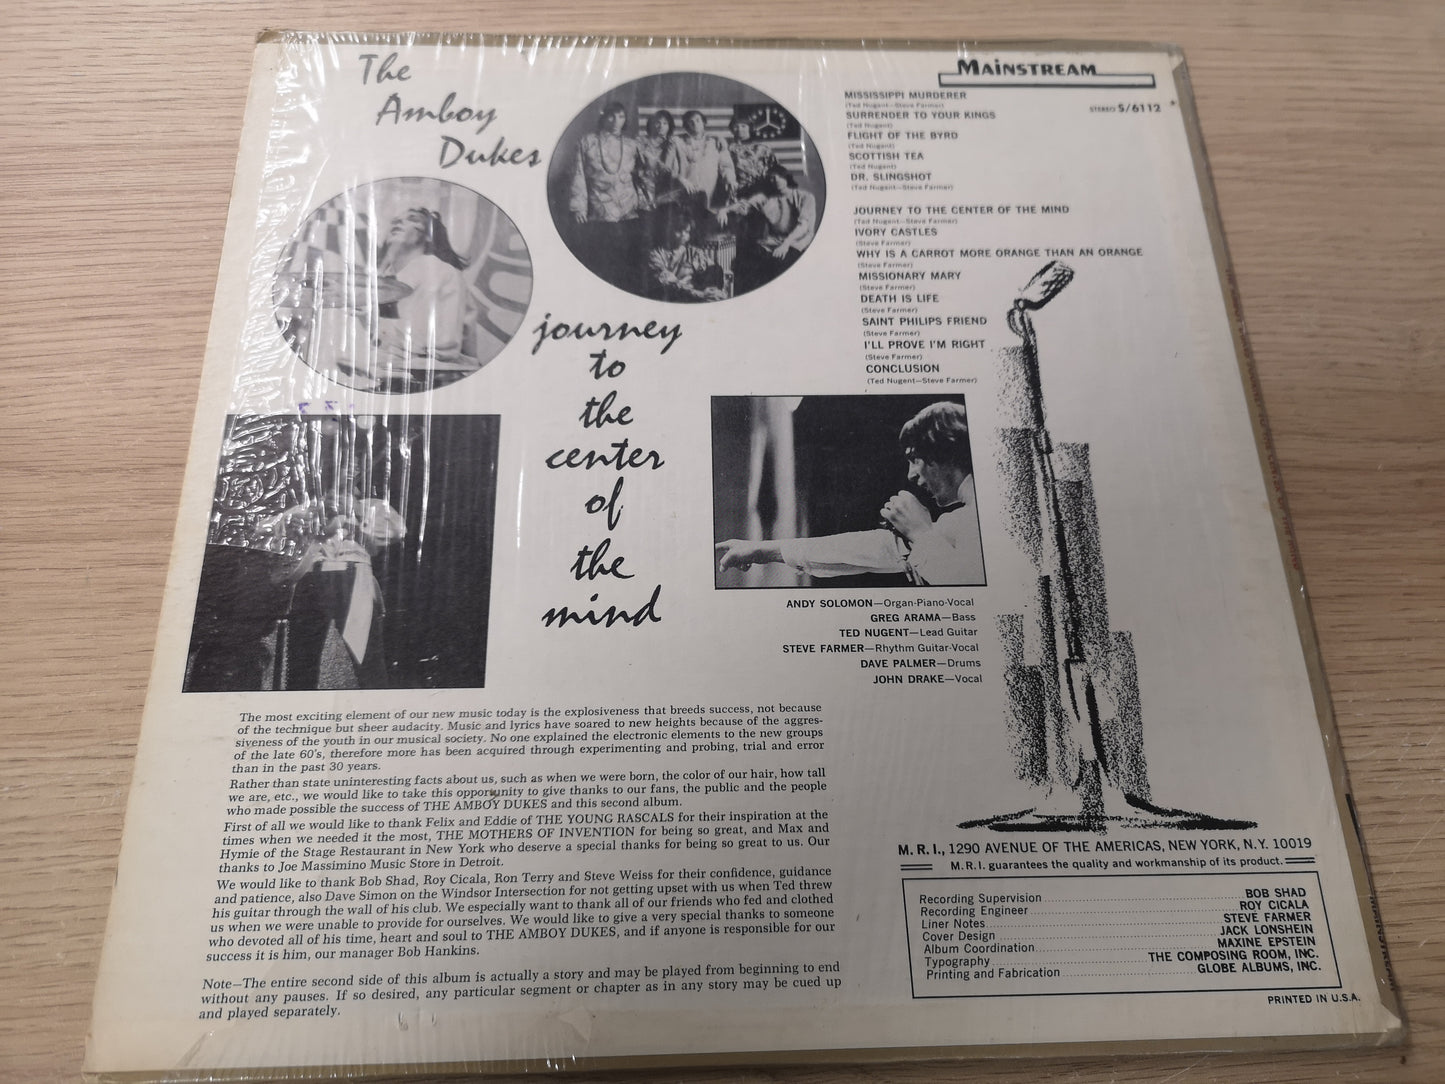 The
Amboy
Dukes
MAINSTREAM
STEREO S/6112
MISSISSIPPI MURDERER
(Ted Nugent—Steve Farmer)
SURRENDER TO YOUR KINGS
(Ted Nugent)
FLIGHT OF THE BYRD
(Ted Nugent)
SCOTTISH TEA
(Ted Nugent)
DR. SLINGSHOT
(Ted Nugent—Steve Farmer)
JOURNEY TO THE CENTER OF THE MIND
(Ted Nugent—Steve Farmer)
IVORY CASTLES
(Steve Farmer)
WHY IS A CARROT MORE ORANGE THAN AN ORANGE
(Steve Farmer)
MISSIONARY MARY
(Steve Farmer)
DEATH IS LIFE
(Steve Farmer)
SAINT PHILIPS FRIEND
(Steve Farmer)
I'LL PROVE I'M RIGHT
(Steve Farmer)
CONCLUSION
(Ted Nugent—Steve Farmer)
journey
to
the
center
of
the
mind
ANDY SOLOMON—Organ-Piano-Vocal
GREG ARAMA—Bass
TED NUGENT—Lead Guitar
STEVE FARMER—Rhythm Guitar-Vocal
DAVE PALMER—Drums
JOHN DRAKE—Vocal
The most exciting element of our new music today is the explosiveness that breeds success, not because
of the technique but sheer audacity. Music and lyrics have soared to new heights because of the aggres-
siveness of the youth in our musical society. No one explained the electronic elements to the new groups
of the late 60's, therefore more has been acquired through experimenting and probing, trial and error
than in the past 30 years.
Rather than state uninteresting facts about us, such as when we were born, the color of our hair, how tall
we are, etc., we would like to take this opportunity to give thanks to our fans, the public and the people
who made possible the success of THE AMBOY DUKES and this second album.
First of all we would like to thank Felix and Eddie of THE YOUNG RASCALS for their inspiration at the
times when we needed it the most, THE MOTHERS OF INVENTION for being so great, and Max and
Hymie of the Stage Restaurant in New York who deserve a special thanks for being so great to us. Our
thanks to Joe Massimino Music Store in Detroit.
We would like to thank Bob Shad, Roy Cicala, Ron Terry and Steve Weiss for their confidence, guidance
and patience, also Dave Simon on the Windsor Intersection for not getting upset with us when Ted threw
his guitar through the wall of his club. We especially want to thank all of our friends who fed and clothed
us when we were unable to provide for ourselves. We would like to give a very special thanks to someone
who devoted all of his time, heart and soul to THE AMBOY DUKES, and if anyone is responsible for our
success it is him, our manager Bob Hankins.
Note—The entire second side of this album is actually a story and may be played from beginning to end
without any pauses. If so desired, any particular segment or chapter as in any story may be cued up
and played separately.
M. R. I., 1290 AVENUE OF THE AMERICAS, NEW YORK, N.Y. 10019
M.R.I. guarantees the quality and workmanship of its product.
Recording Supervision BOB SHAD
Recording Engineer ROY CICALA
Liner Notes STEVE FARMER
Cover Design JACK LONSHEIN
Album Coordination MAXINE EPSTEIN
Typography THE COMPOSING ROOM, INC.
Printing and Fabrication GLOBE ALBUMS, INC.
PRINTED IN U.S.A.